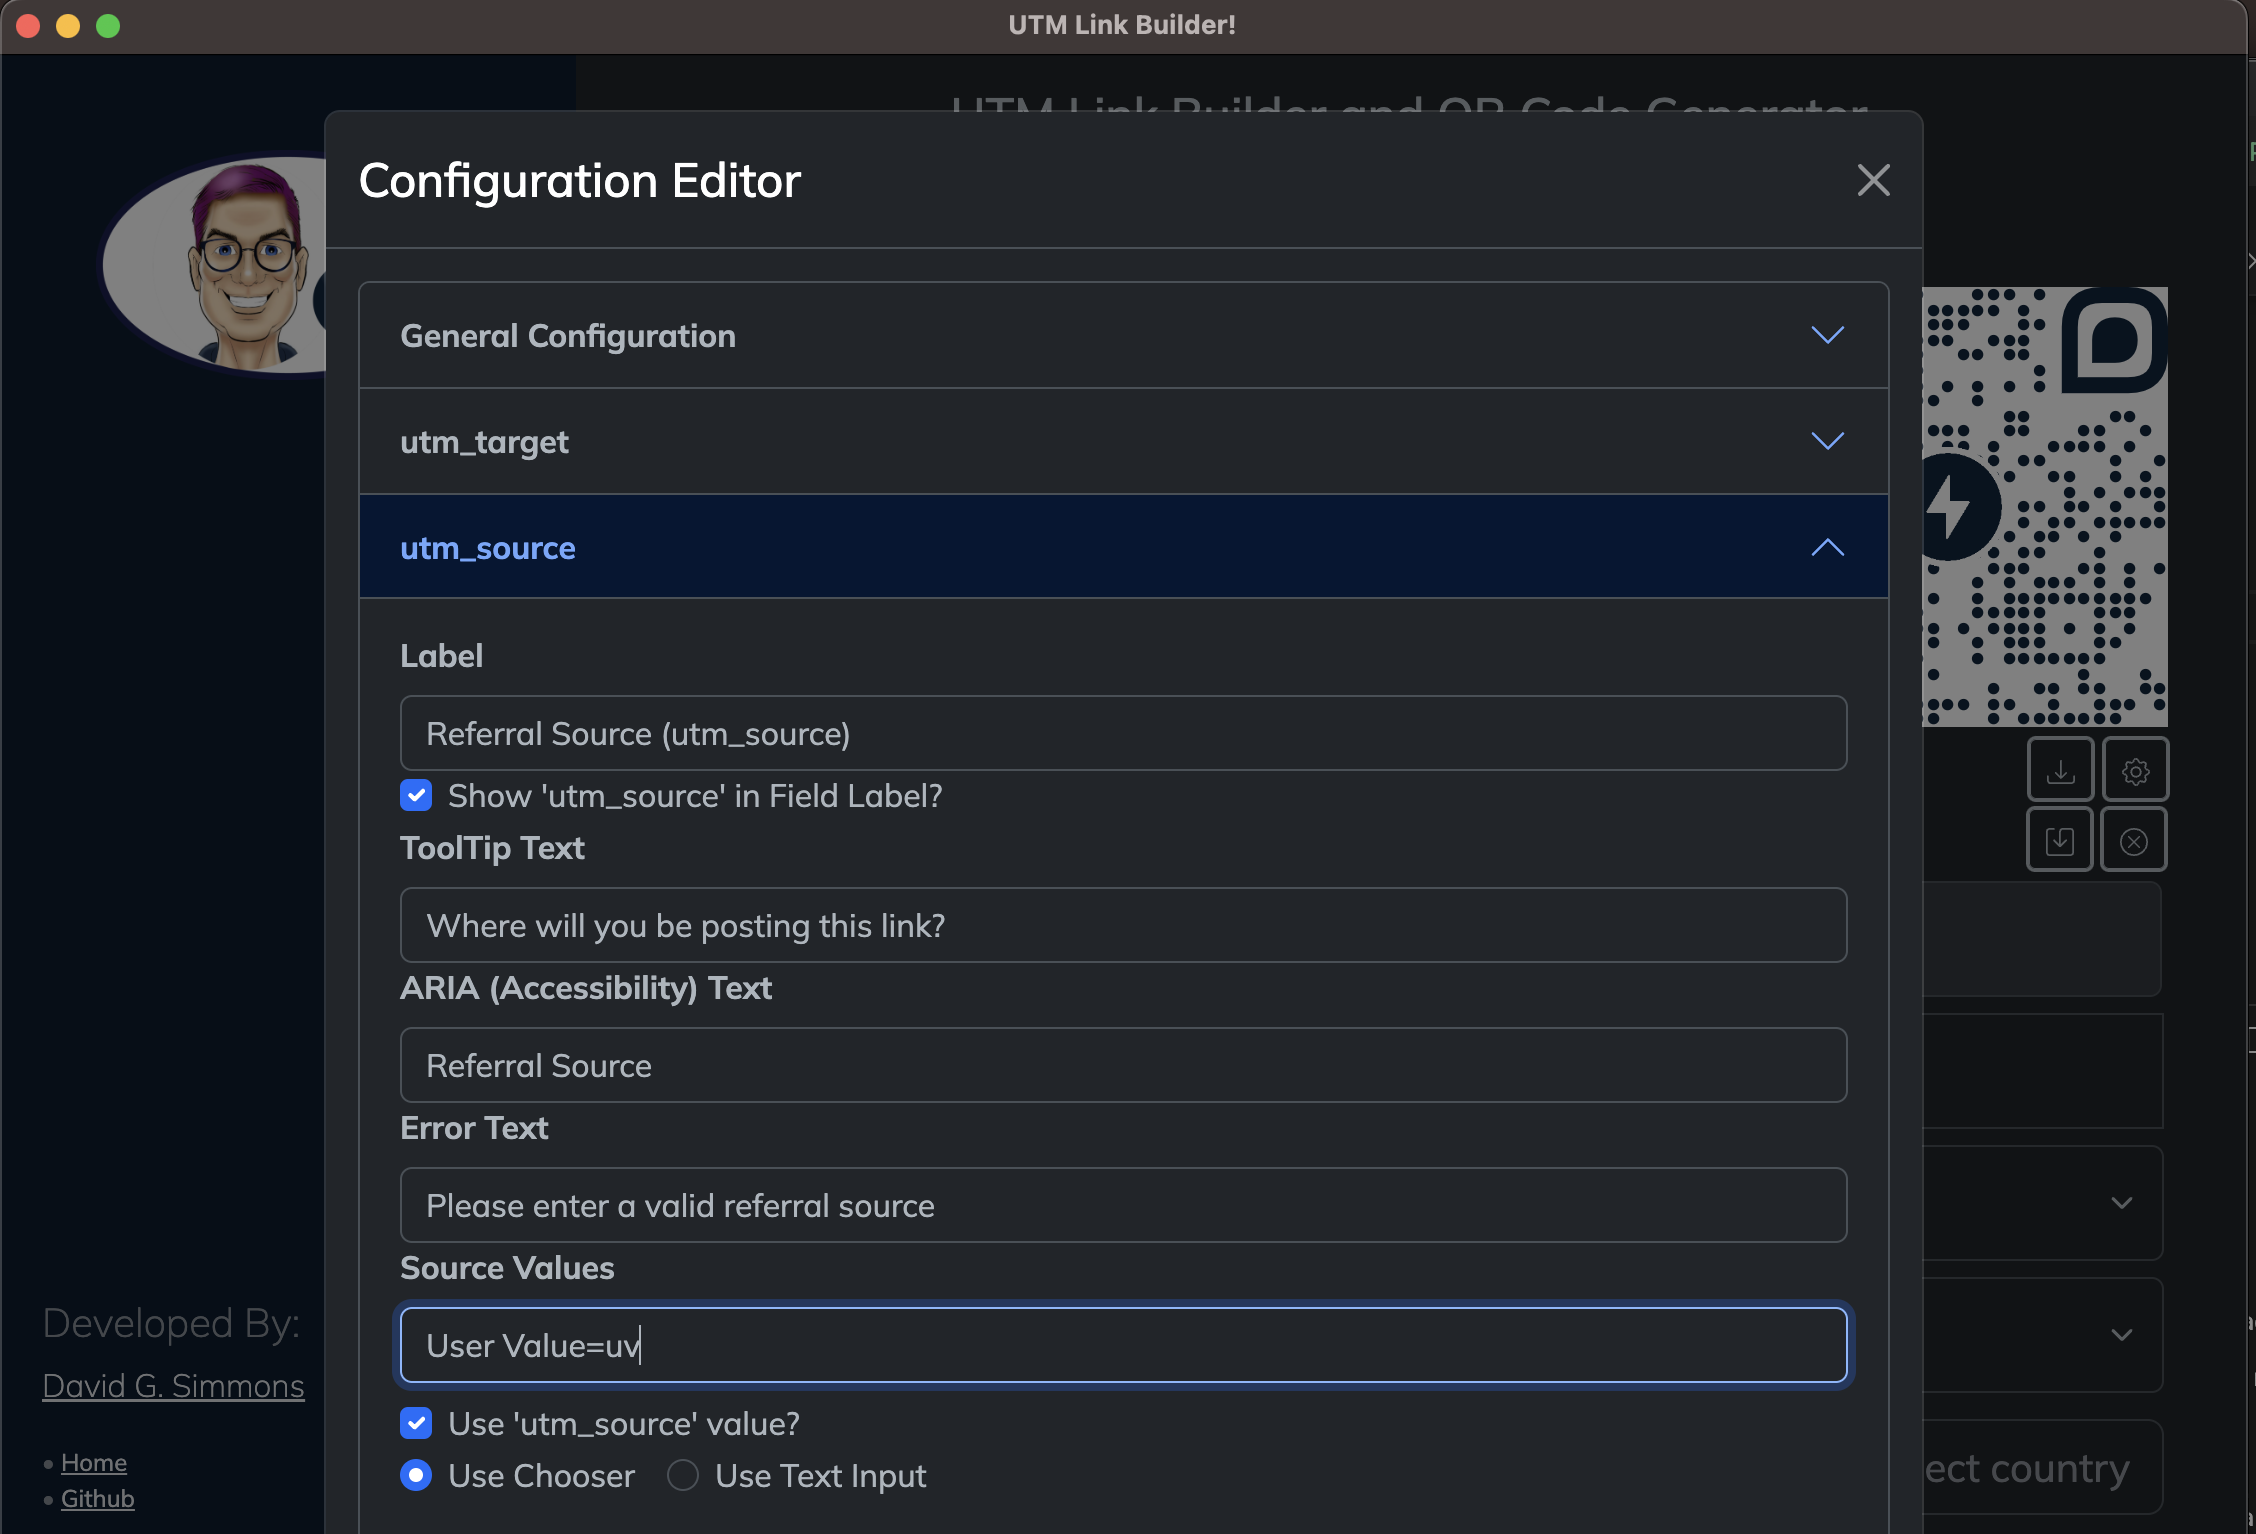 UTM Link Builder!
UTM Link Builder and QR Code Generator
Configuration Editor
General Configuration
utm_target
utm_source
Label
Referral Source (utm_source)
Show 'utm_source' in Field Label?
ToolTip Text
Where will you be posting this link?
ARIA (Accessibility) Text
Referral Source
Error Text
Please enter a valid referral source
Source Values
User Value=uv
Use 'utm_source' value?
Use Chooser Use Text Input
Developed By:
David G. Simmons
Home
Github
country